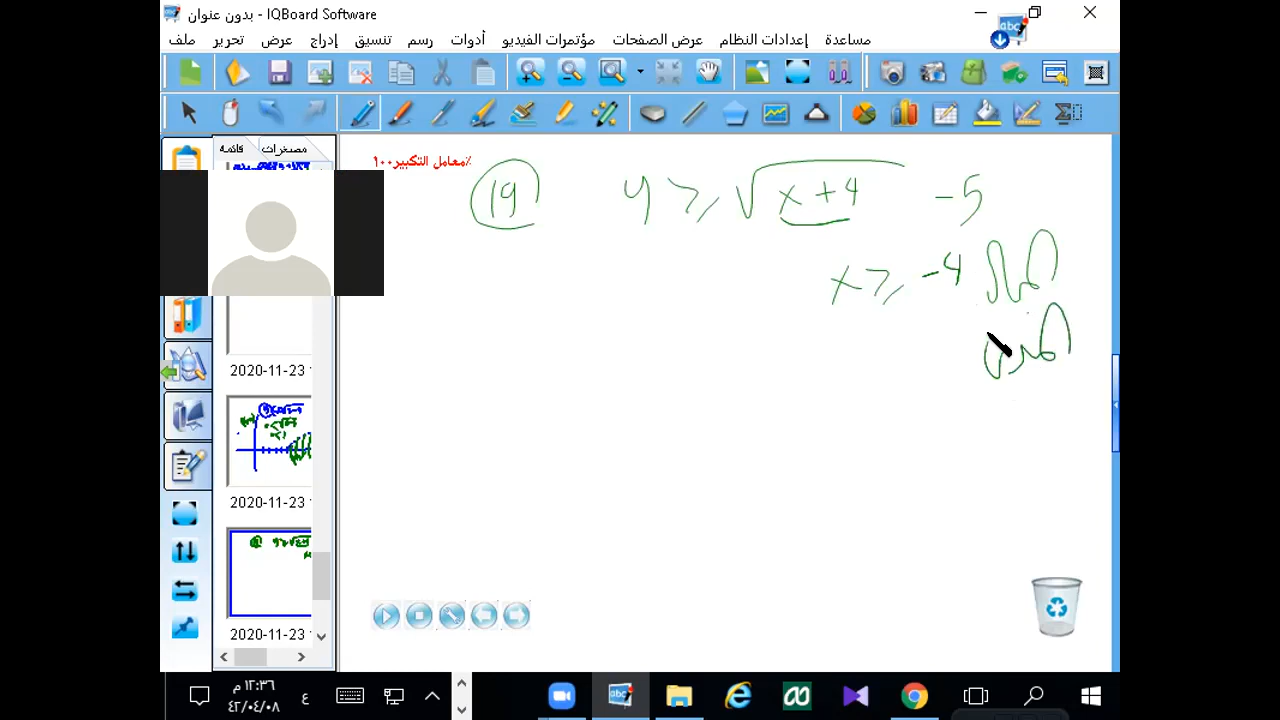 بدون عنوان - IQBoard Software
ملف تحرير عرض إدراج تنسيق رسم أدوات مؤتمرات الفيديو عرض الصفحات إعدادات النظام مساعدة
قائمة مصغرات
معامل التكبير١٠٠٪
19 y ≥ √x+4 -5
x ≥ -4 المجال
المدى
2020-11-23
2020-11-23
2020-11-23
١٢:٣٦ م
٤٢/٠٤/٠٨
ع